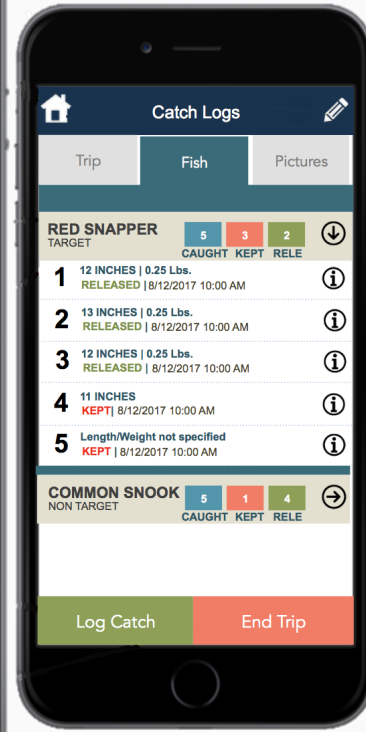 Catch Logs
Trip
Fish
Pictures
RED SNAPPER
TARGET
5 3 2
CAUGHT KEPT RELE
1 12 INCHES | 0.25 Lbs.
RELEASED | 8/12/2017 10:00 AM
2 13 INCHES | 0.25 Lbs.
RELEASED | 8/12/2017 10:00 AM
3 12 INCHES | 0.25 Lbs.
RELEASED | 8/12/2017 10:00 AM
4 11 INCHES
KEPT| 8/12/2017 10:00 AM
5 Length/Weight not specified
KEPT | 8/12/2017 10:00 AM
COMMON SNOOK
NON TARGET
5 1 4
CAUGHT KEPT RELE
Log Catch
End Trip